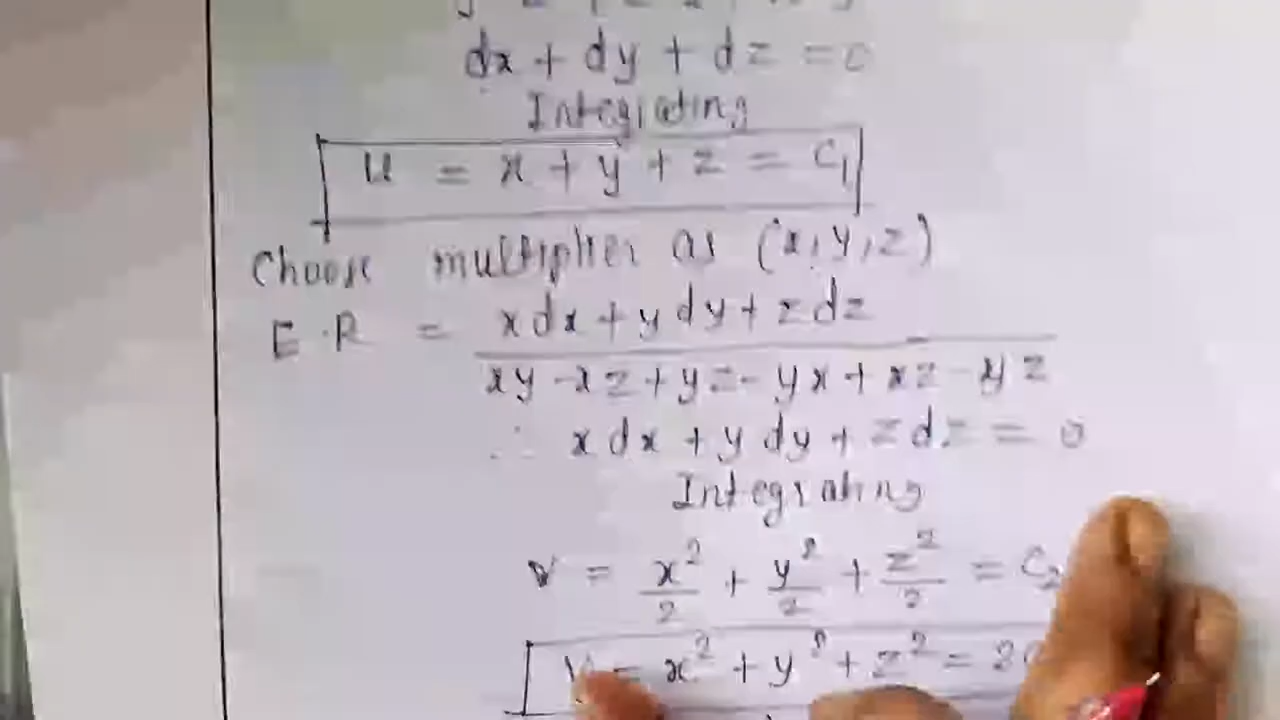 dx + dy + dz = 0
Integrating
u = x + y + z = C₁
Choose multiplier as (x, y, z)
E.R = xdx + ydy + zdz
xy - xz + yz - yx + xz - yz
∴ xdx + ydy + zdz = 0
Integrating
V = x²/2 + y²/2 + z²/2 = C₂
V = x² + y² + z² = 2